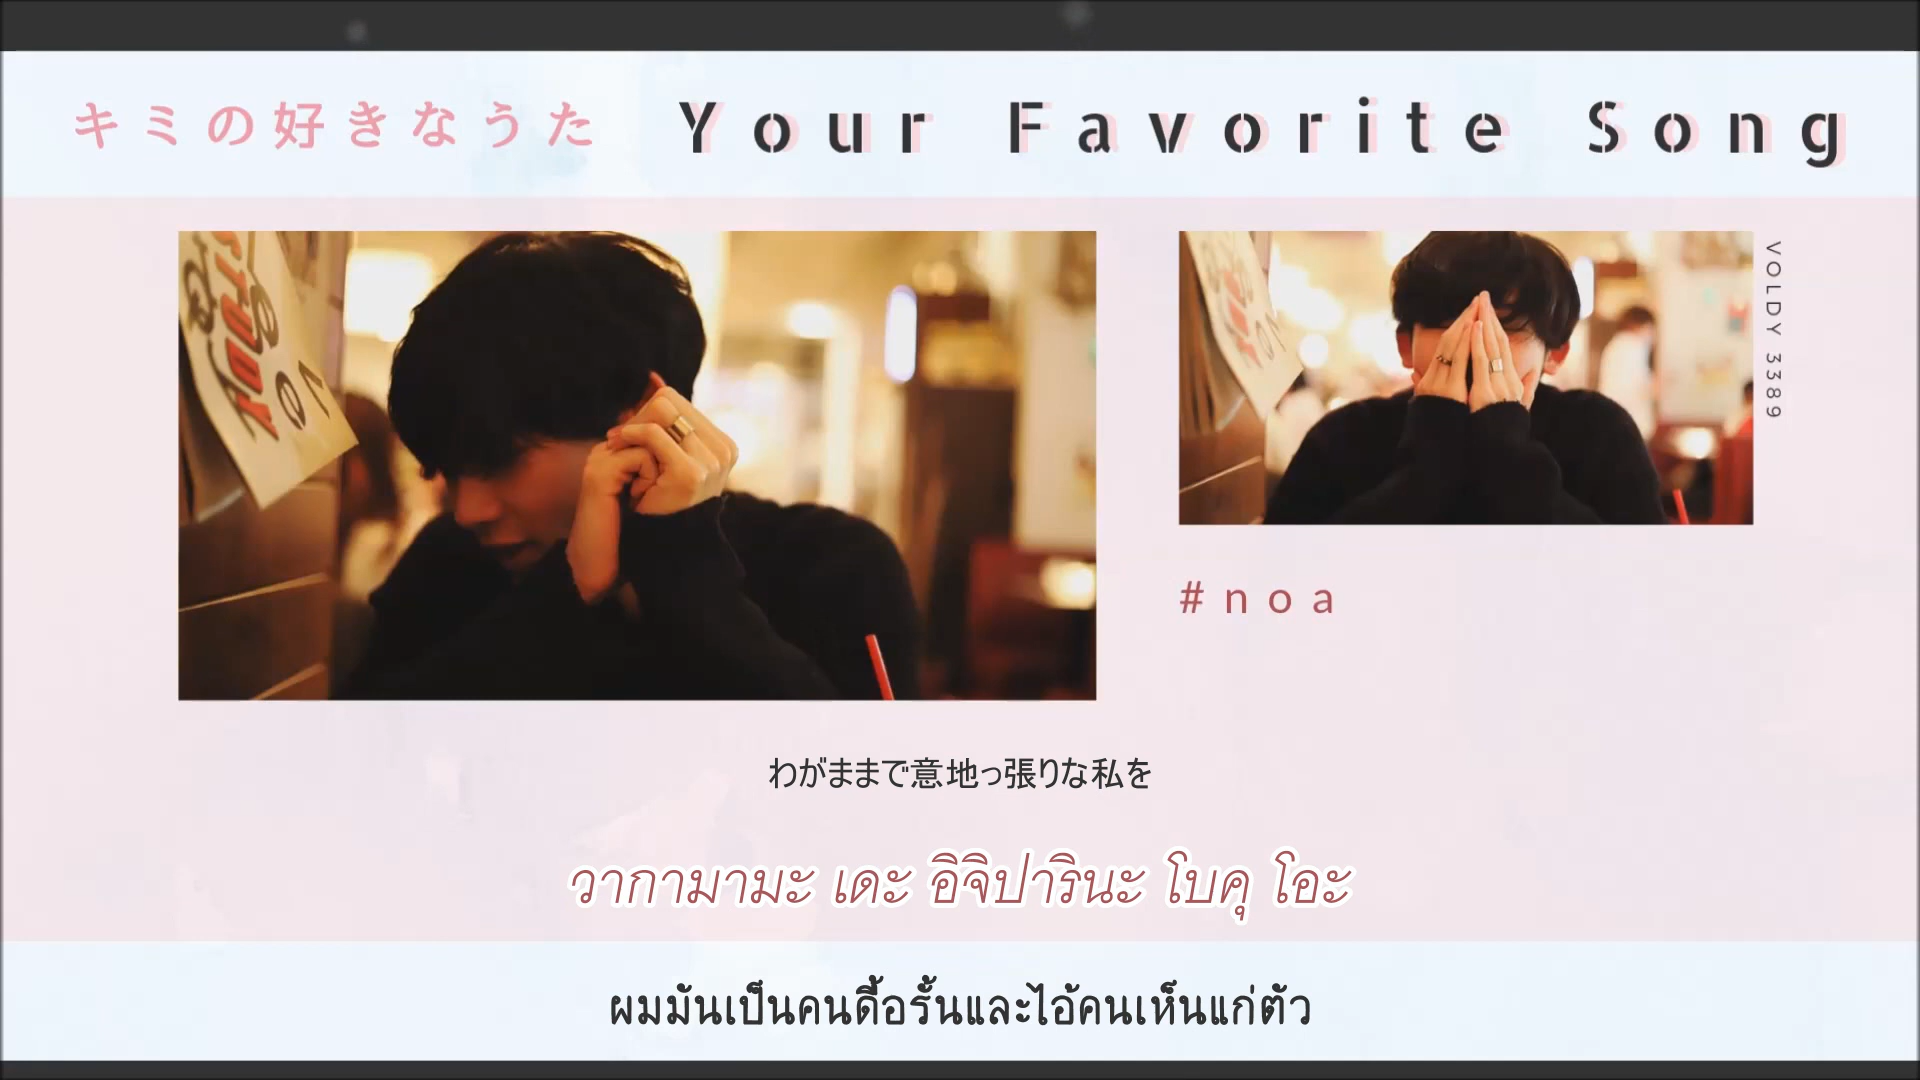 キミの好きなうた Your Favorite Song
STUDY
VOLDY 3389
#noa
わがままで意地っ張りな私を
วากามามะ เดะ อิจิปารินะ โบคุ โอะ
ผมมันเป็นคนดื้อรั้นและไอ้คนเห็นแก่ตัว